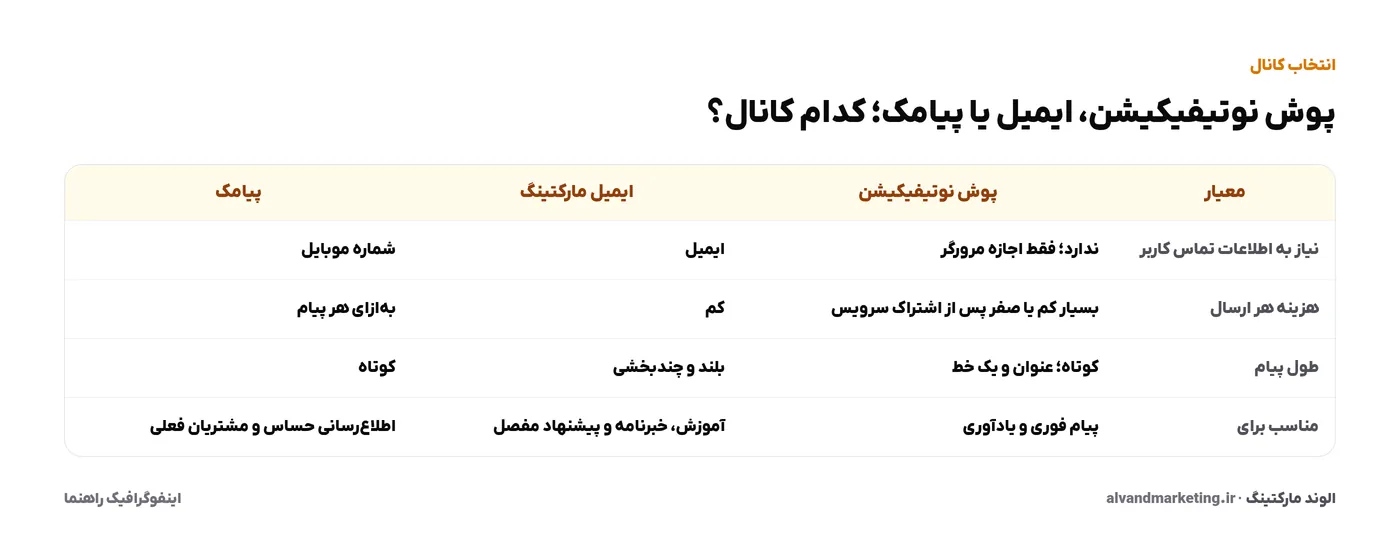 انتخاب کانال
پوش نوتیفیکیشن، ایمیل یا پیامک؛ کدام کانال؟
معیار پوش نوتیفیکیشن ایمیل مارکتینگ پیامک
نیاز به اطلاعات تماس کاربر ندارد؛ فقط اجازه مرورگر ایمیل شماره موبایل
هزینه هر ارسال بسیار کم یا صفر پس از اشتراک سرویس کم به‌ازای هر پیام
طول پیام کوتاه؛ عنوان و یک خط بلند و چندبخشی کوتاه
مناسب برای پیام فوری و یادآوری آموزش، خبرنامه و پیشنهاد مفصل اطلاع‌رسانی حساس و مشتریان فعلی
الوند مارکتینگ · alvandmarketing.ir اینفوگرافیک راهنما